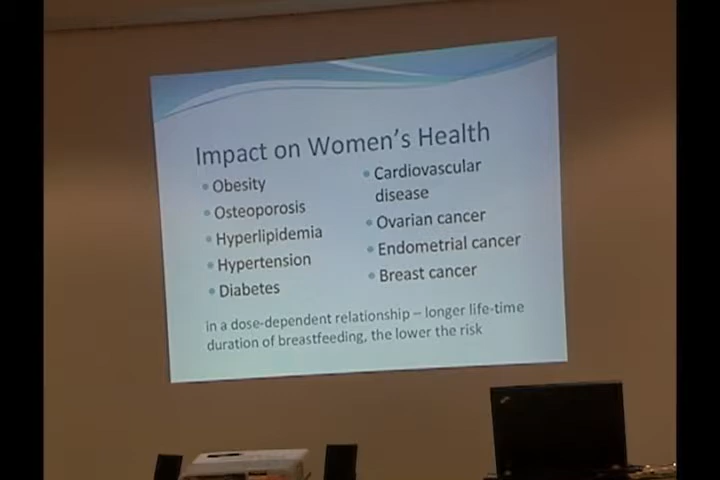 Impact on Women's Health
• Obesity
• Osteoporosis
• Hyperlipidemia
• Hypertension
• Diabetes
• Cardiovascular
disease
• Ovarian cancer
• Endometrial cancer
• Breast cancer
in a dose-dependent relationship – longer life-time
duration of breastfeeding, the lower the risk